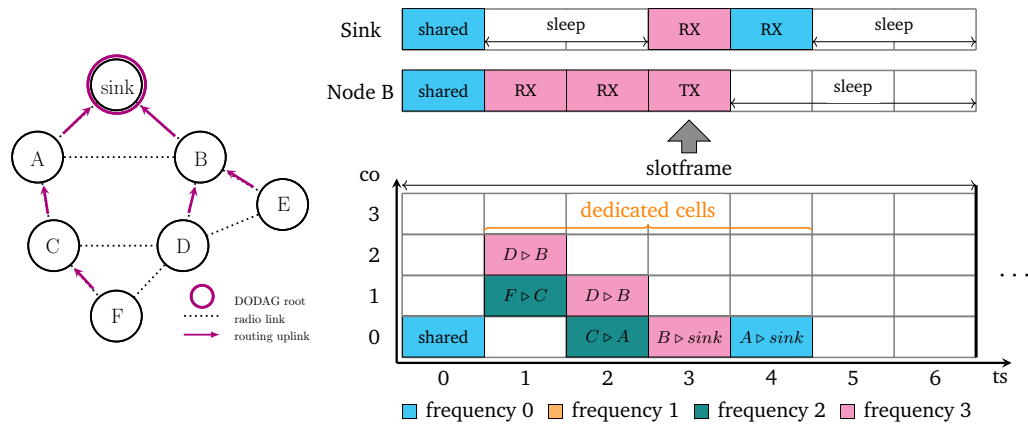 Sink shared sleep RX RX sleep
Node B shared RX RX TX sleep
sink
A B
E
C D
F
DODAG root
radio link
routing uplink
co slotframe
3 dedicated cells
2 D ▷ B
1 F ▷ C D ▷ B
0 shared C ▷ A B ▷ sink A ▷ sink
...
0 1 2 3 4 5 6 ts
frequency 0 frequency 1 frequency 2 frequency 3